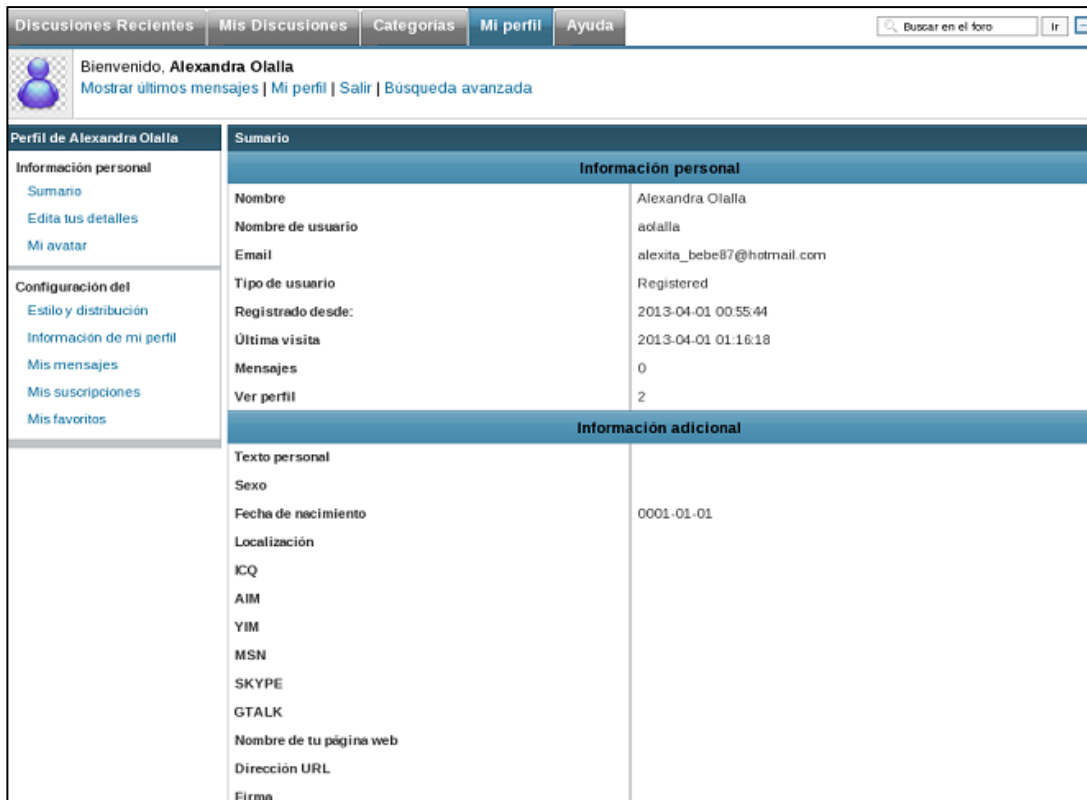 Discusiones Recientes Mis Discusiones Categorías Mi perfil Ayuda Buscar en el foro Ir
Bienvenido, Alexandra Olalla
Mostrar últimos mensajes | Mi perfil | Salir | Búsqueda avanzada
Perfil de Alexandra Olalla
Información personal
Sumario
Edita tus detalles
Mi avatar
Configuración del
Estilo y distribución
Información de mi perfil
Mis mensajes
Mis suscripciones
Mis favoritos
Sumario
Información personal
Nombre Alexandra Olalla
Nombre de usuario aolalla
Email alexita_bebe87@hotmail.com
Tipo de usuario Registered
Registrado desde: 2013-04-01 00:55:44
Última visita 2013-04-01 01:16:18
Mensajes 0
Ver perfil 2
Información adicional
Texto personal
Sexo
Fecha de nacimiento 0001-01-01
Localización
ICQ
AIM
YIM
MSN
SKYPE
GTALK
Nombre de tu página web
Dirección URL
Firma